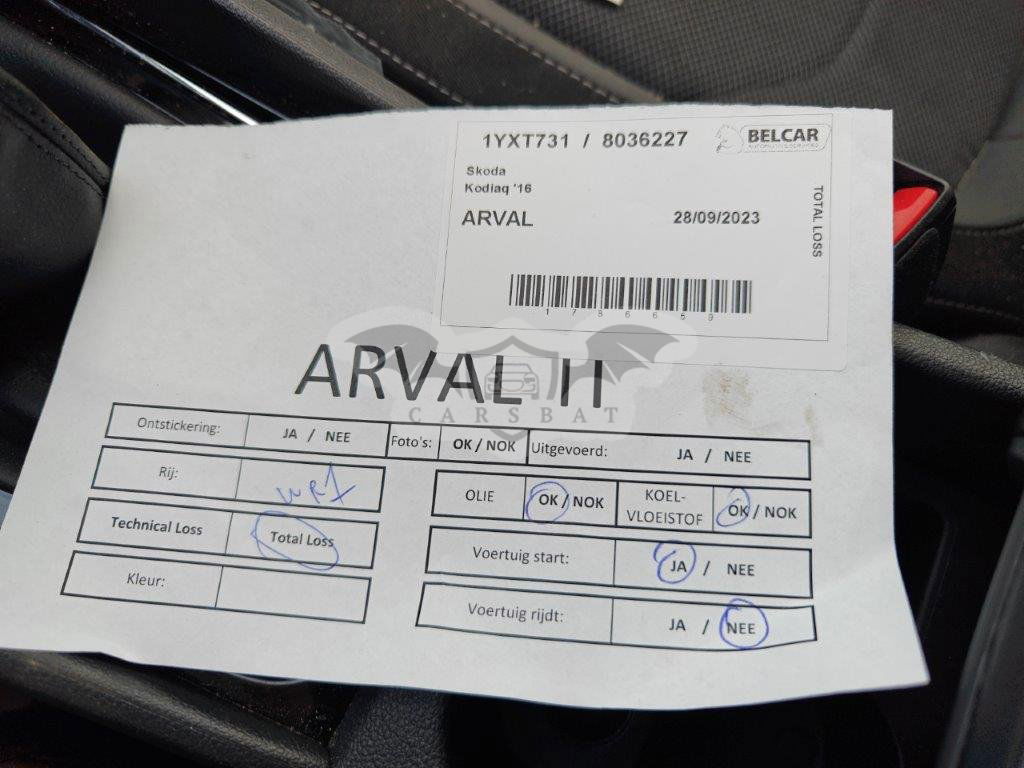 1YXT731 / 8036227
BELCAR
Skoda
Kodiaq '16
ARVAL 28/09/2023
TOTAL LOSS
1786669
ARVAL II
CARSBAT
Ontstickering: JA / NEE Foto's: OK / NOK Uitgevoerd: JA / NEE
Rij: WR1
OLIE OK / NOK KOEL-
VLOEISTOF OK / NOK
Technical Loss Total Loss
Voertuig start: JA / NEE
Kleur:
Voertuig rijdt: JA / NEE